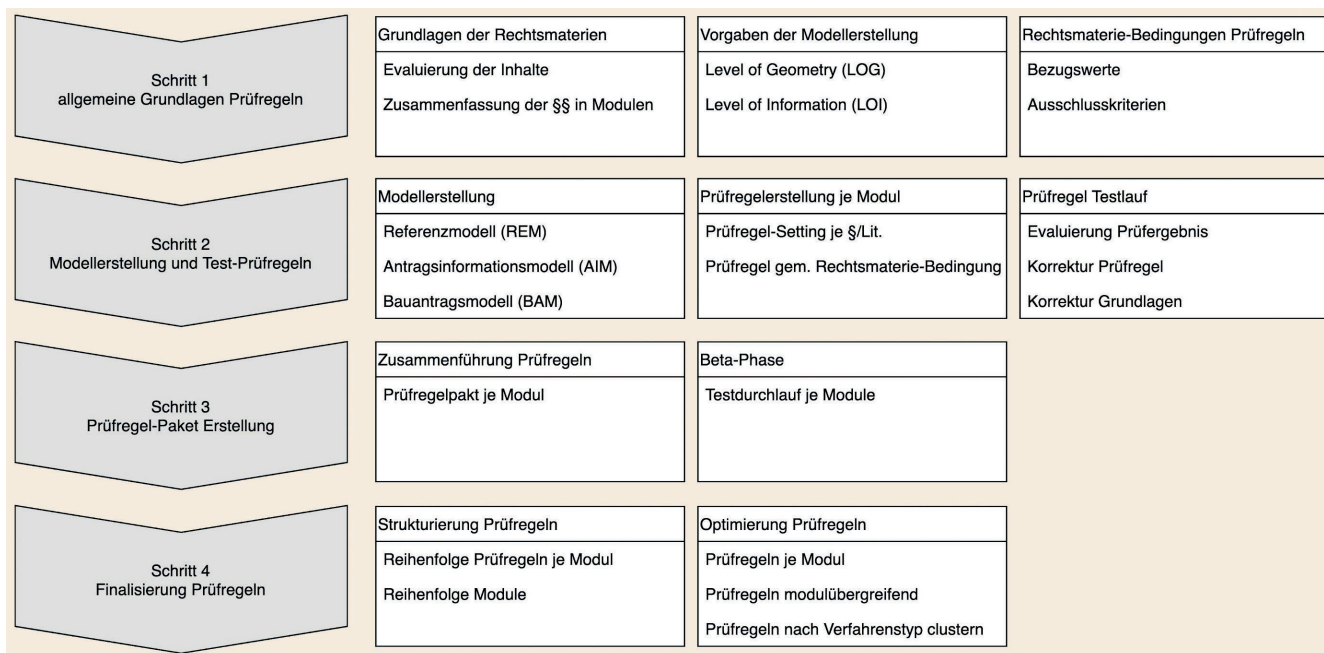 Schritt 1
allgemeine Grundlagen Prüfregeln
Grundlagen der Rechtsmaterien
Evaluierung der Inhalte
Zusammenfassung der §§ in Modulen
Vorgaben der Modellerstellung
Level of Geometry (LOG)
Level of Information (LOI)
Rechtsmaterie-Bedingungen Prüfregeln
Bezugswerte
Ausschlusskriterien
Schritt 2
Modellerstellung und Test-Prüfregeln
Modellerstellung
Referenzmodell (REM)
Antragsinformationsmodell (AIM)
Bauantragsmodell (BAM)
Prüfregelerstellung je Modul
Prüfregel-Setting je §/Lit.
Prüfregel gem. Rechtsmaterie-Bedingung
Prüfregel Testlauf
Evaluierung Prüfergebnis
Korrektur Prüfregel
Korrektur Grundlagen
Schritt 3
Prüfregel-Paket Erstellung
Zusammenführung Prüfregeln
Prüfregelpakt je Modul
Beta-Phase
Testdurchlauf je Module
Schritt 4
Finalisierung Prüfregeln
Strukturierung Prüfregeln
Reihenfolge Prüfregeln je Modul
Reihenfolge Module
Optimierung Prüfregeln
Prüfregeln je Modul
Prüfregeln modulübergreifend
Prüfregeln nach Verfahrenstyp clustern